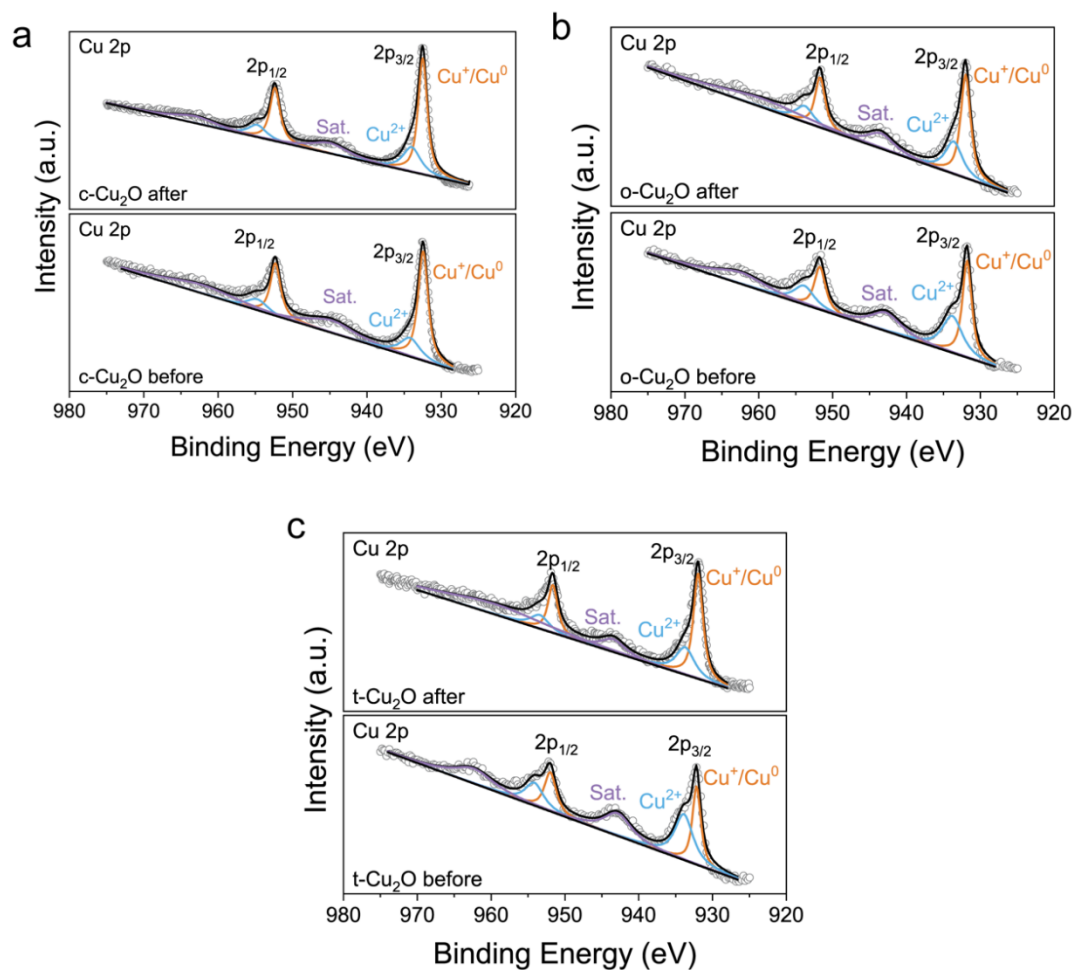 a
Cu 2p
2p3/2
2p1/2
Cu⁺/Cu⁰
Sat.
Cu²⁺
c-Cu₂O after
Cu 2p
2p1/2
2p3/2
Cu⁺/Cu⁰
Sat.
Cu²⁺
c-Cu₂O before
980 970 960 950 940 930 920
Binding Energy (eV)
Intensity (a.u.)
b
Cu 2p
2p3/2
2p1/2
Cu⁺/Cu⁰
Cu²⁺
Sat.
o-Cu₂O after
Cu 2p
2p1/2
2p3/2
Cu⁺/Cu⁰
Cu²⁺
Sat.
o-Cu₂O before
980 970 960 950 940 930 920
Binding Energy (eV)
Intensity (a.u.)
c
Cu 2p
2p3/2
2p1/2
Cu⁺/Cu⁰
Sat.
Cu²⁺
t-Cu₂O after
Cu 2p
2p1/2
2p3/2
Cu⁺/Cu⁰
Sat.
Cu²⁺
t-Cu₂O before
980 970 960 950 940 930 920
Binding Energy (eV)
Intensity (a.u.)